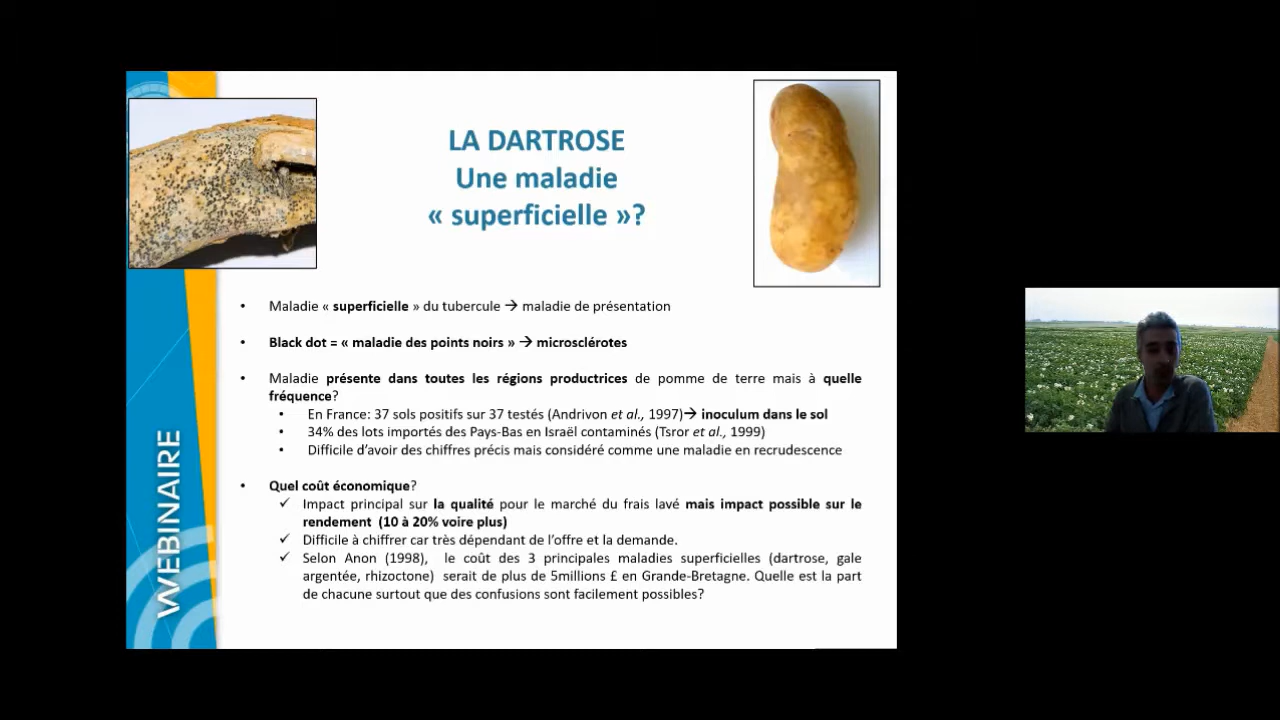 LA DARTROSE
Une maladie
« superficielle »?
• Maladie « superficielle » du tubercule → maladie de présentation
• Black dot = « maladie des points noirs » → microsclérotes
• Maladie présente dans toutes les régions productrices de pomme de terre mais à quelle
fréquence?
• En France: 37 sols positifs sur 37 testés (Andrivon et al., 1997)→ inoculum dans le sol
• 34% des lots importés des Pays-Bas en Israël contaminés (Tsror et al., 1999)
• Difficile d’avoir des chiffres précis mais considéré comme une maladie en recrudescence
• Quel coût économique?
✓ Impact principal sur la qualité pour le marché du frais lavé mais impact possible sur le
rendement (10 à 20% voire plus)
✓ Difficile à chiffrer car très dépendant de l’offre et la demande.
✓ Selon Anon (1998), le coût des 3 principales maladies superficielles (dartrose, gale
argentée, rhizoctone) serait de plus de 5millions £ en Grande-Bretagne. Quelle est la part
de chacune surtout que des confusions sont facilement possibles?
WEBINAIRE